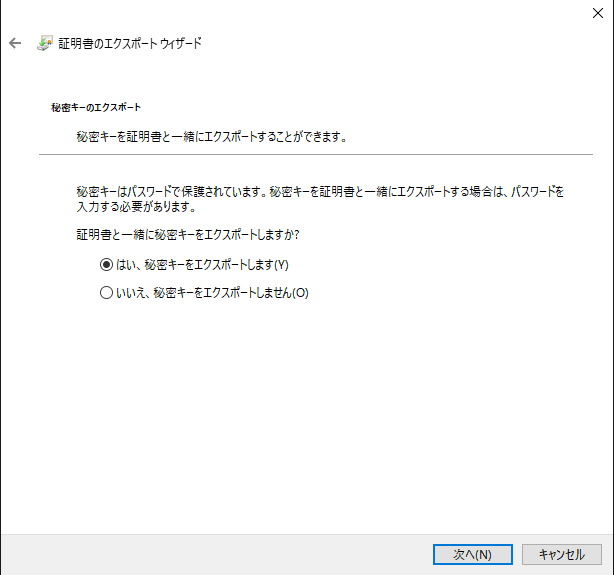 証明書のエクスポート ウィザード
秘密キーのエクスポート
秘密キーを証明書と一緒にエクスポートすることができます。
秘密キーはパスワードで保護されています。秘密キーを証明書と一緒にエクスポートする場合は、パスワードを
入力する必要があります。
証明書と一緒に秘密キーをエクスポートしますか?
はい、秘密キーをエクスポートします(Y)
いいえ、秘密キーをエクスポートしません(O)
次へ(N)
キャンセル